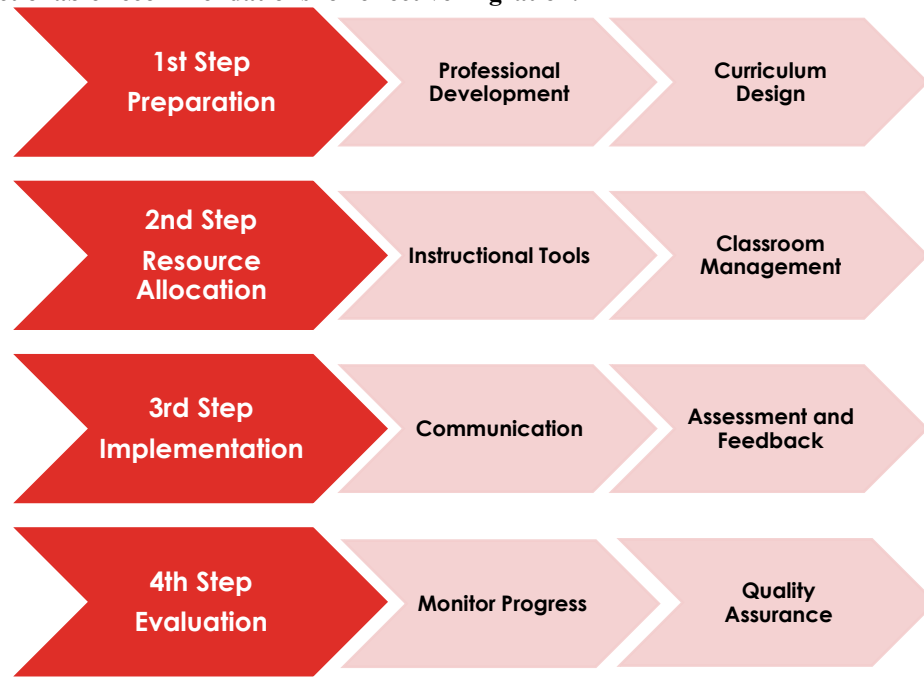 1st Step
Preparation
Professional
Development
Curriculum
Design
2nd Step
Resource
Allocation
Instructional Tools
Classroom
Management
3rd Step
Implementation
Communication
Assessment and
Feedback
4th Step
Evaluation
Monitor Progress
Quality
Assurance